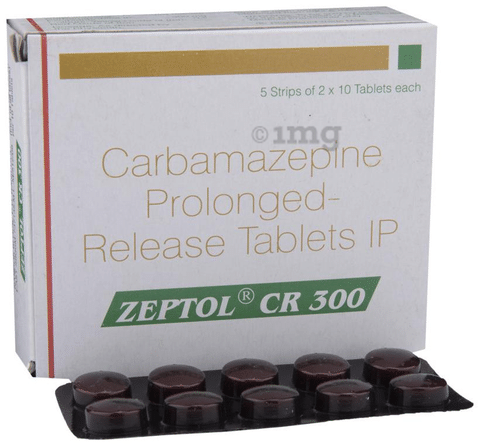 5 Strips of 2 x 10 Tablets each
© 1mg
Carbamazepine
Prolonged-
Release Tablets IP
ZEPTOL® CR 300